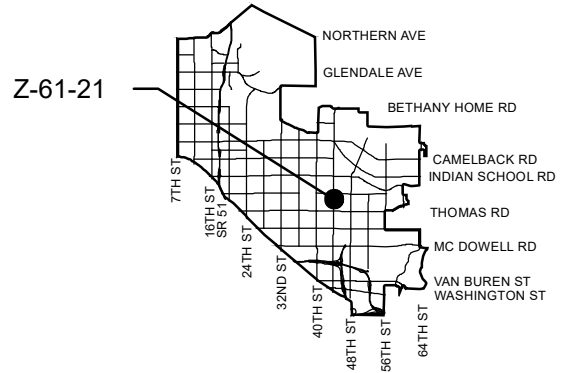 NORTHERN AVE
GLENDALE AVE
Z-61-21
BETHANY HOME RD
CAMELBACK RD
INDIAN SCHOOL RD
THOMAS RD
MC DOWELL RD
VAN BUREN ST
WASHINGTON ST
7TH ST
16TH ST
SR 51
24TH ST
32ND ST
40TH ST
48TH ST
56TH ST
64TH ST